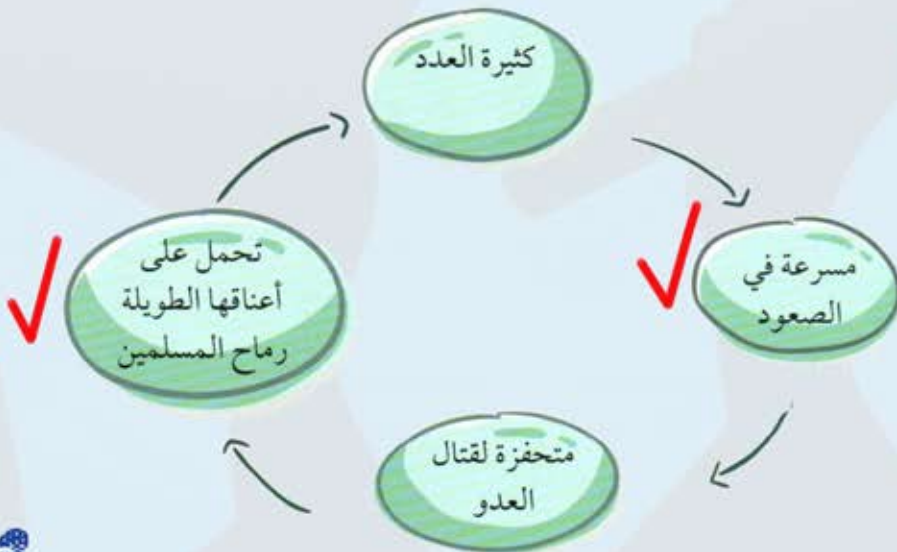 كثيرة العدد
مسرعة في
الصعود
متحفزة لقتال
العدو
تحمل على
أعناقها الطويلة
رماح المسلمين